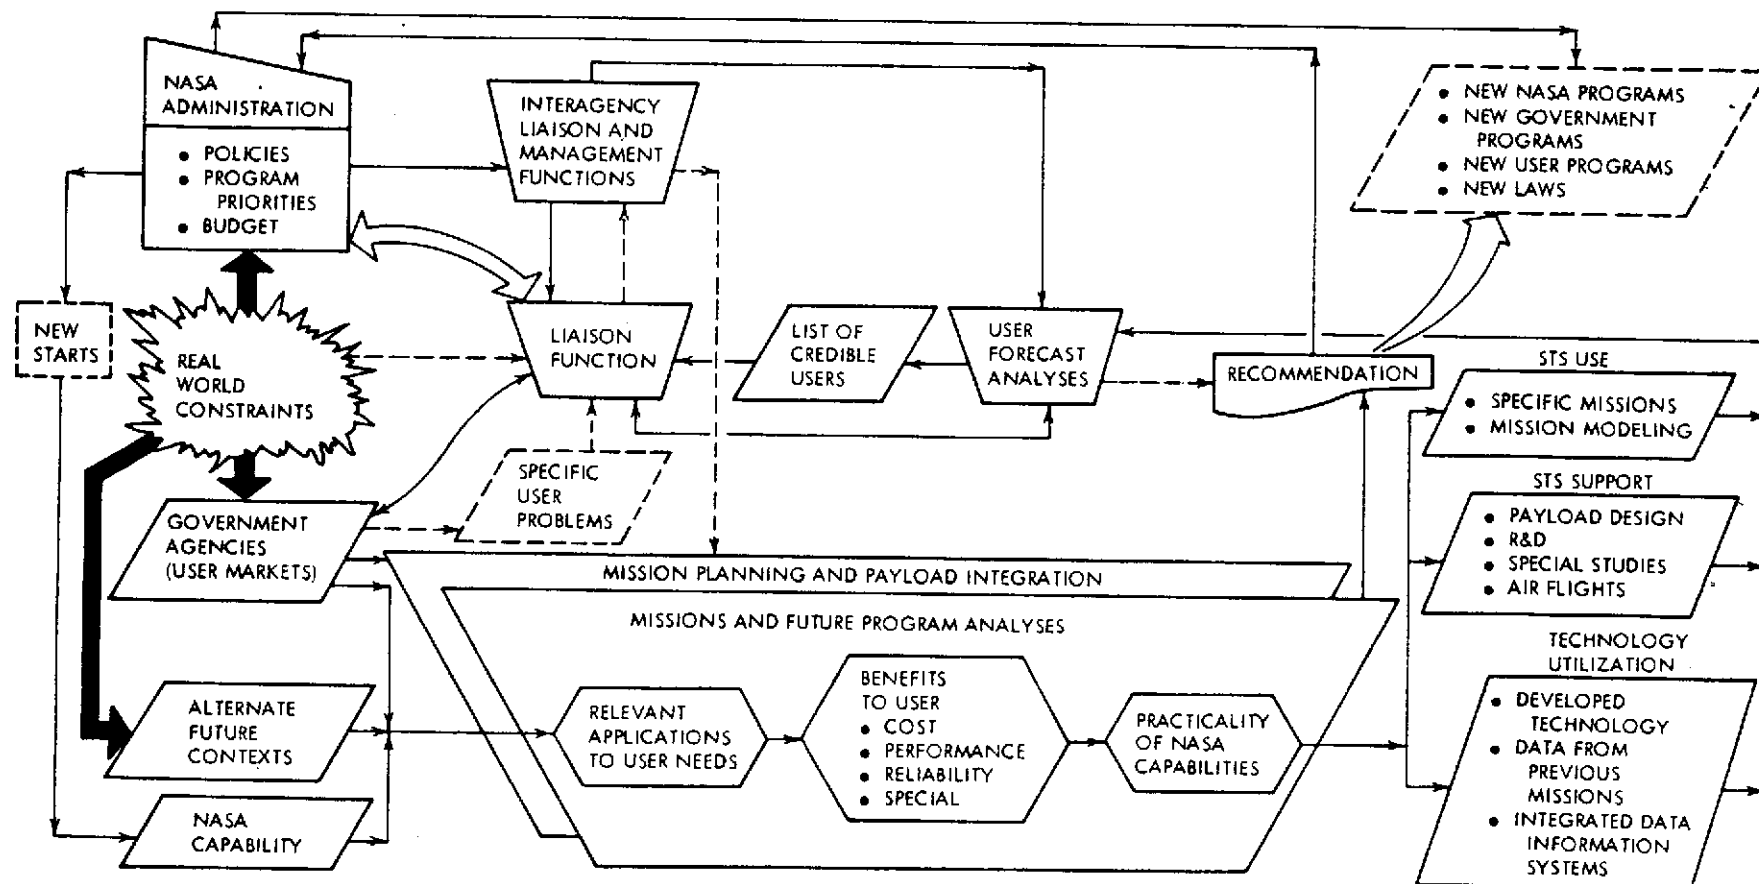 NASA
ADMINISTRATION
• POLICIES
• PROGRAM
PRIORITIES
• BUDGET
INTERAGENCY
LIAISON AND
MANAGEMENT
FUNCTIONS
• NEW NASA PROGRAMS
• NEW GOVERNMENT
PROGRAMS
• NEW USER PROGRAMS
• NEW LAWS
NEW
STARTS
REAL
WORLD
CONSTRAINTS
LIAISON
FUNCTION
LIST OF
CREDIBLE
USERS
USER
FORECAST
ANALYSES
RECOMMENDATION
STS USE
• SPECIFIC MISSIONS
• MISSION MODELING
SPECIFIC
USER
PROBLEMS
STS SUPPORT
• PAYLOAD DESIGN
• R&D
• SPECIAL STUDIES
• AIR FLIGHTS
GOVERNMENT
AGENCIES
(USER MARKETS)
MISSION PLANNING AND PAYLOAD INTEGRATION
MISSIONS AND FUTURE PROGRAM ANALYSES
ALTERNATE
FUTURE
CONTEXTS
NASA
CAPABILITY
RELEVANT
APPLICATIONS
TO USER NEEDS
BENEFITS
TO USER
• COST
• PERFORMANCE
• RELIABILITY
• SPECIAL
PRACTICALITY
OF NASA
CAPABILITIES
TECHNOLOGY
UTILIZATION
• DEVELOPED
TECHNOLOGY
• DATA FROM
PREVIOUS
MISSIONS
• INTEGRATED DATA
INFORMATION
SYSTEMS